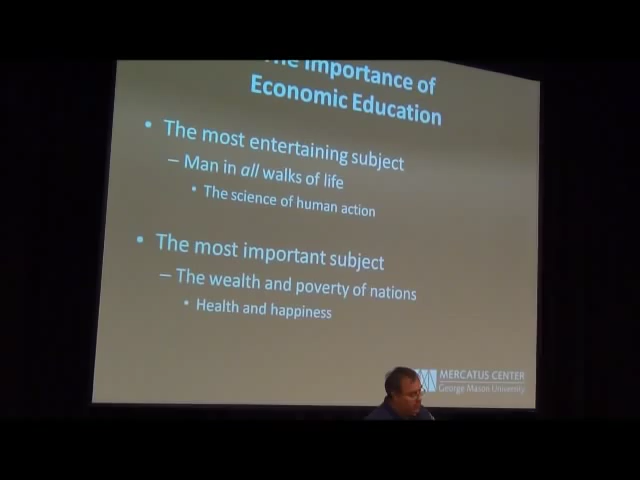 The Importance of
Economic Education
• The most entertaining subject
– Man in all walks of life
• The science of human action
• The most important subject
– The wealth and poverty of nations
• Health and happiness
MERCATUS CENTER
George Mason University